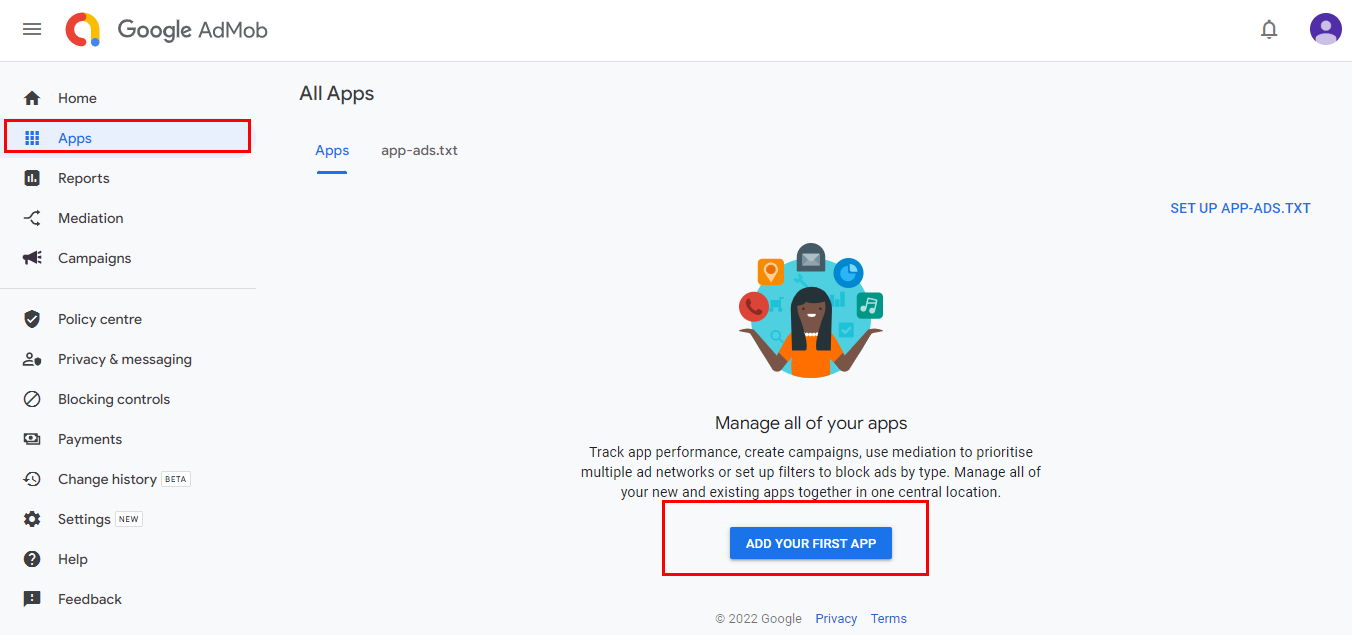 Google AdMob
Home
Apps
Reports
Mediation
Campaigns
Policy centre
Privacy & messaging
Blocking controls
Payments
Change history BETA
Settings NEW
Help
Feedback
All Apps
Apps app-ads.txt
SET UP APP-ADS.TXT
Manage all of your apps
Track app performance, create campaigns, use mediation to prioritise
multiple ad networks or set up filters to block ads by type. Manage all of
your new and existing apps together in one central location.
ADD YOUR FIRST APP
© 2022 Google Privacy Terms